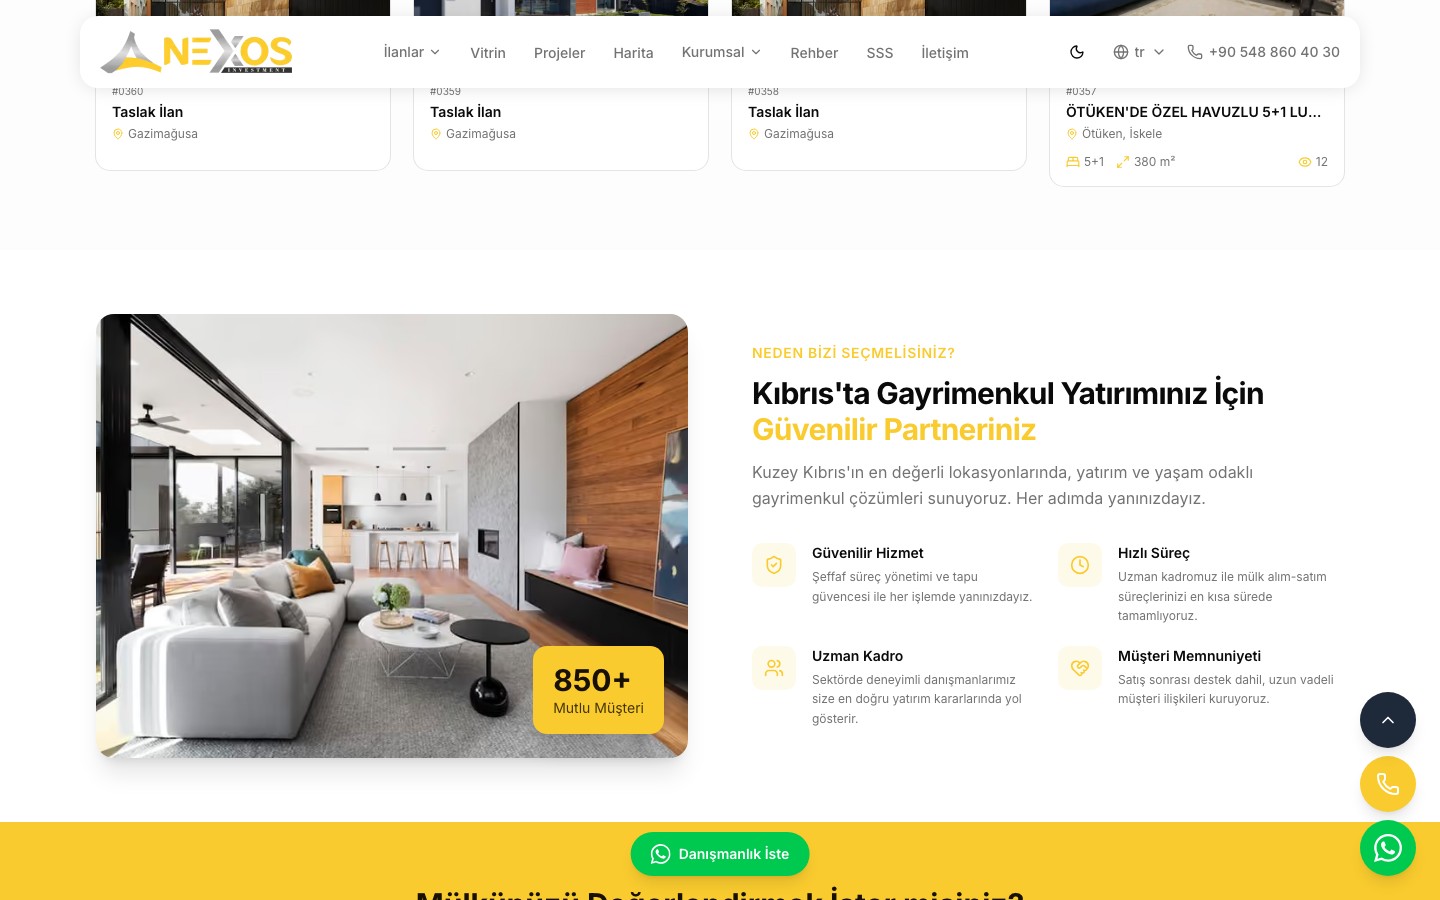 NEXOS
INVESTMENT
İlanlar
Vitrin
Projeler
Harita
Kurumsal
Rehber
SSS
İletişim
tr
+90 548 860 40 30
#0360
Taslak İlan
Gazimağusa
#0359
Taslak İlan
Gazimağusa
#0358
Taslak İlan
Gazimağusa
#0357
ÖTÜKEN'DE ÖZEL HAVUZLU 5+1 LU...
Ötüken, İskele
5+1
380 m²
12
NEDEN BİZİ SEÇMELİSİNİZ?
Kıbrıs'ta Gayrimenkul Yatırımınız İçin
Güvenilir Partneriniz
Kuzey Kıbrıs'ın en değerli lokasyonlarında, yatırım ve yaşam odaklı
gayrimenkul çözümleri sunuyoruz. Her adımda yanınızdayız.
Güvenilir Hizmet
Şeffaf süreç yönetimi ve tapu
güvencesi ile her işlemde yanınızdayız.
Hızlı Süreç
Uzman kadromuz ile mülk alım-satım
süreçlerinizi en kısa sürede
tamamlıyoruz.
Uzman Kadro
Sektörde deneyimli danışmanlarımız
size en doğru yatırım kararlarında yol
gösterir.
Müşteri Memnuniyeti
Satış sonrası destek dahil, uzun vadeli
müşteri ilişkileri kuruyoruz.
850+
Mutlu Müşteri
Danışmanlık İste
Mülkünüzü Değerlendirmek İster misiniz?